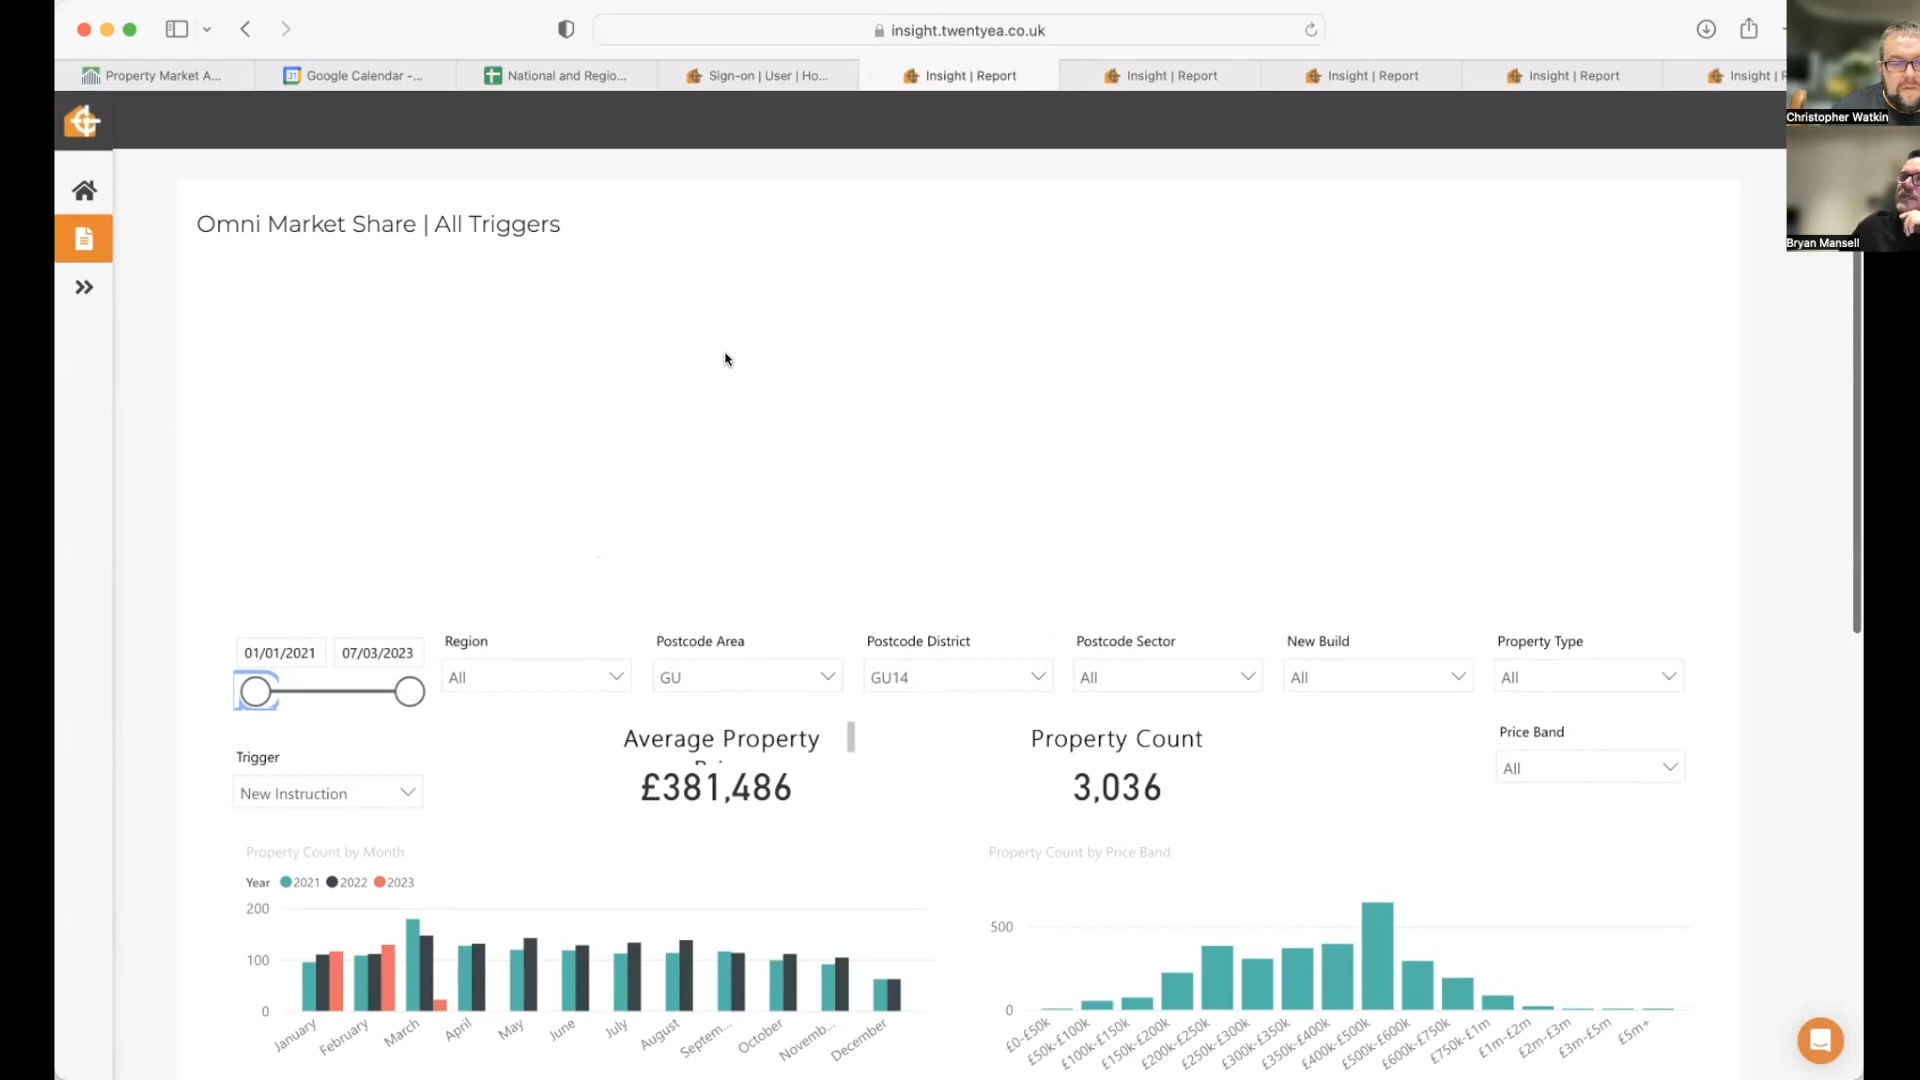 insight.twentyea.co.uk
Property Market A...
Google Calendar -...
National and Regio...
Sign-on | User | Ho...
Insight | Report
Insight | Report
Insight | Report
Insight | Report
Insight | R
Christopher Watkin
Bryan Mansell
Omni Market Share | All Triggers
01/01/2021 07/03/2023
Region
All
Postcode Area
GU
Postcode District
GU14
Postcode Sector
All
New Build
All
Property Type
All
Trigger
New Instruction
Average Property
£381,486
Property Count
3,036
Price Band
All
Property Count by Month
Year 2021 2022 2023
200
100
0
January
February
March
April
May
June
July
August
Septem...
October
Novemb...
December
Property Count by Price Band
500
0
£0-£50k
£50k-£100k
£100k-£150k
£150k-£200k
£200k-£250k
£250k-£300k
£300k-£350k
£350k-£400k
£400k-£500k
£500k-£600k
£600k-£750k
£750k-£1m
£1m-£2m
£2m-£3m
£3m-£5m
£5m+